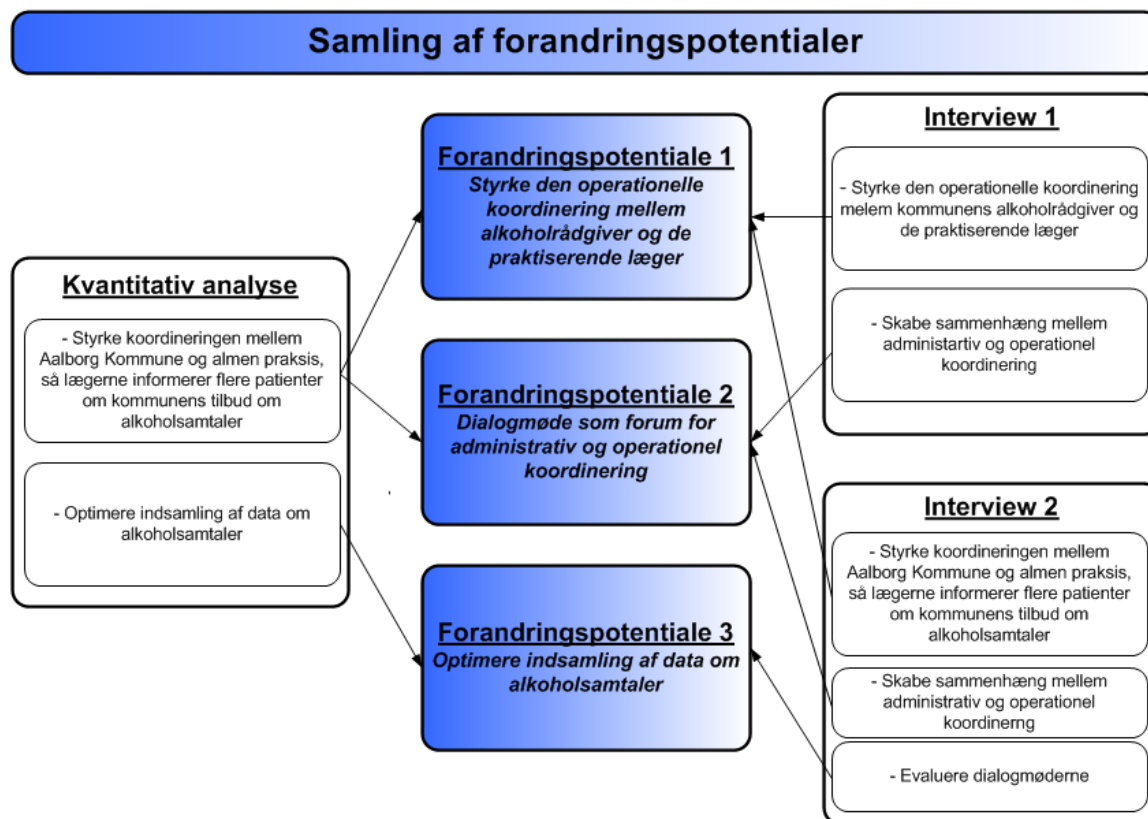 Samling af forandringspotentialer
Kvantitativ analyse
- Styrke koordineringen mellem
Aalborg Kommune og almen praksis,
så lægerne informerer flere patienter
om kommunens tilbud om
alkoholsamtaler
- Optimere indsamling af data om
alkoholsamtaler
Forandringspotentiale 1
Styrke den operationelle
koordinering mellem
alkoholrådgiver og de
praktiserende læger
Forandringspotentiale 2
Dialogmøde som forum for
administrativ og operationel
koordinering
Forandringspotentiale 3
Optimere indsamling af data om
alkoholsamtaler
Interview 1
- Styrke den operationelle koordinering
melem kommunens alkoholrådgiver og
de praktiserende læger
- Skabe sammenhæng mellem
administartiv og operationel
koordinering
Interview 2
- Styrke koordineringen mellem
Aalborg Kommune og almen praksis,
så lægerne informerer flere patienter
om kommunens tilbud om
alkoholsamtaler
- Skabe sammenhæng mellem
administrativ og operationel
koordinerng
- Evaluere dialogmøderne